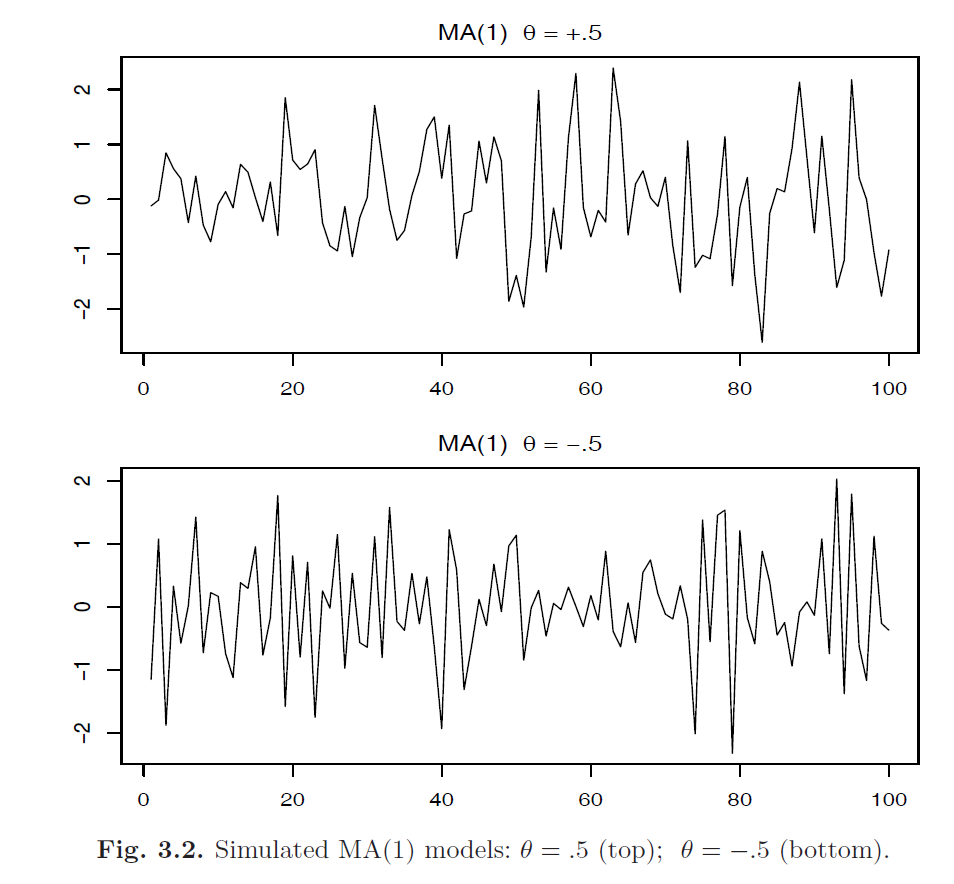 MA(1) θ = +.5
2
1
0
−1
−2
0 20 40 60 80 100
MA(1) θ = −.5
2
1
0
−1
−2
0 20 40 60 80 100
Fig. 3.2. Simulated MA(1) models: θ = .5 (top); θ = −.5 (bottom).